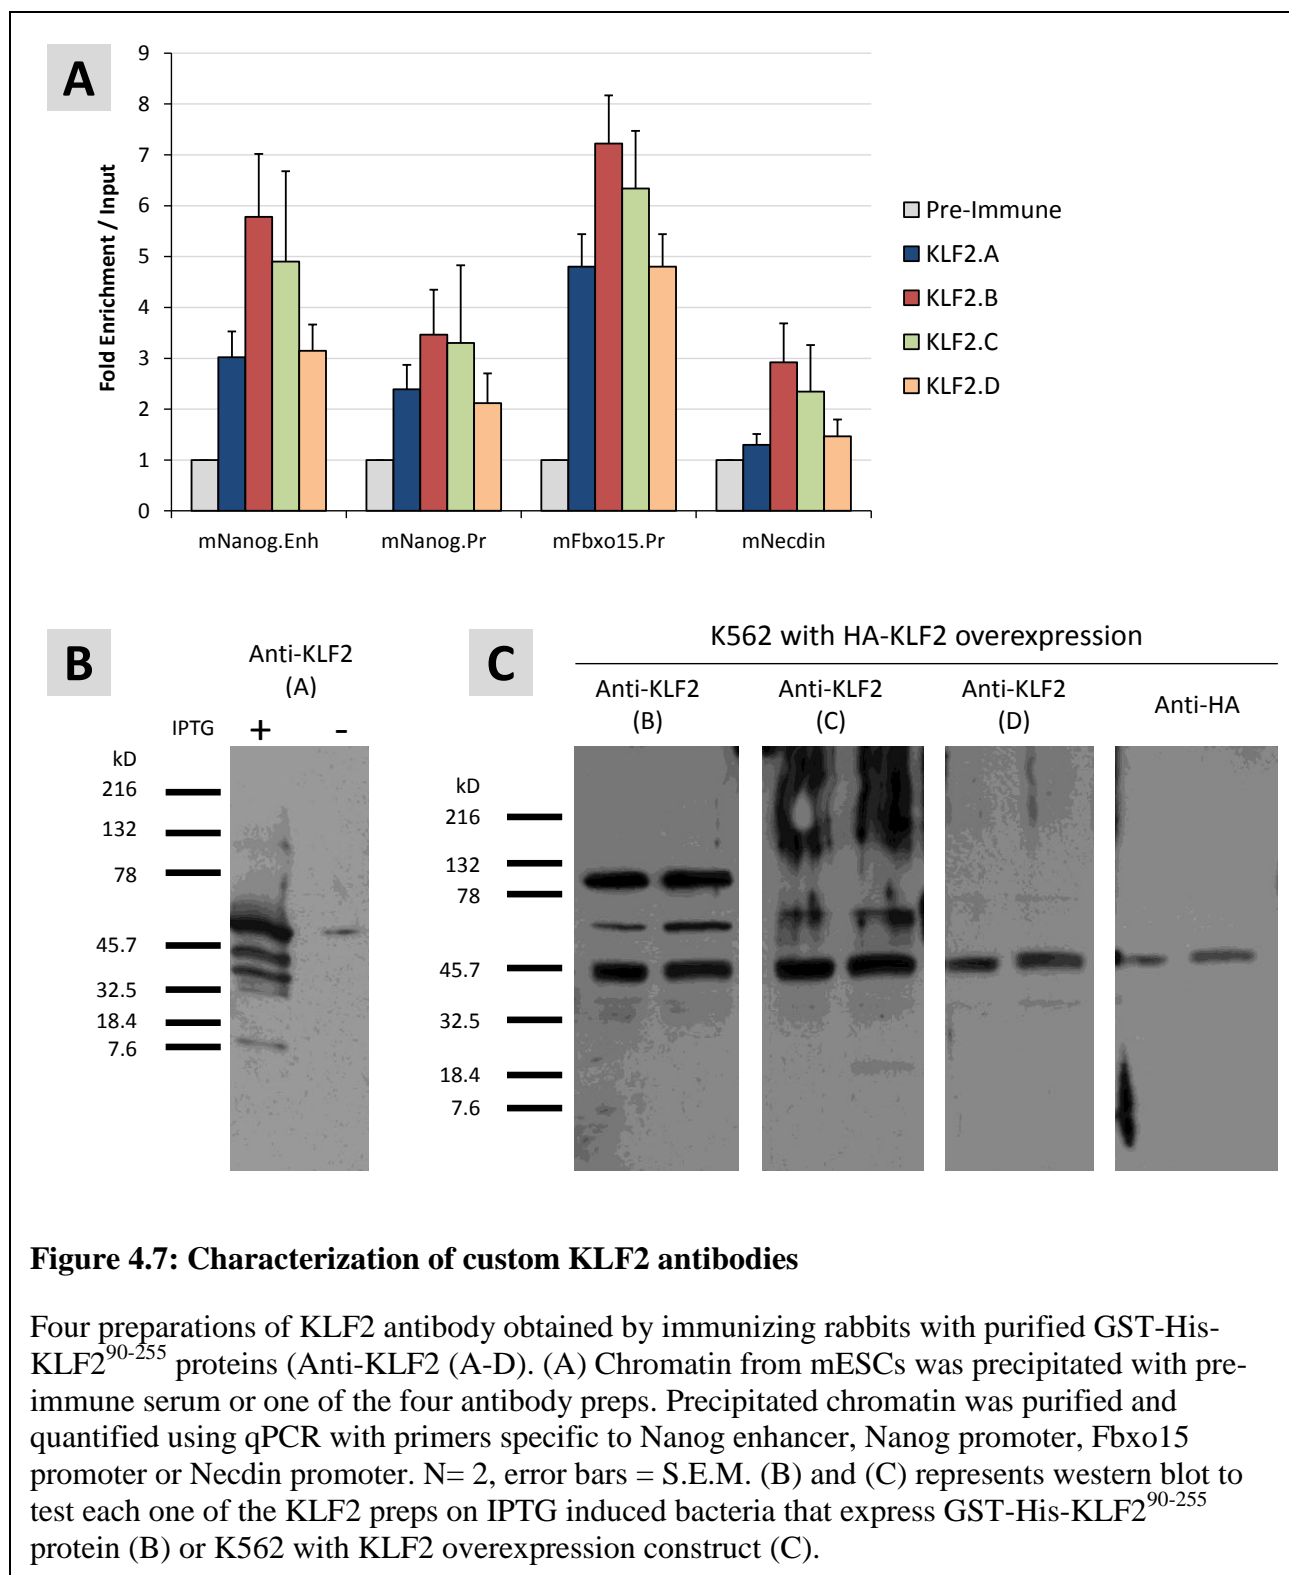 A
9
8
7
6
5
4
3
2
1
0
Fold Enrichment / Input
mNanog.Enh mNanog.Pr mFbxo15.Pr mNecdin
Pre-Immune
KLF2.A
KLF2.B
KLF2.C
KLF2.D
B
Anti-KLF2
(A)
IPTG + -
kD
216
132
78
45.7
32.5
18.4
7.6
C
K562 with HA-KLF2 overexpression
Anti-KLF2 Anti-KLF2 Anti-KLF2 Anti-HA
(B) (C) (D)
kD
216
132
78
45.7
32.5
18.4
7.6
Figure 4.7: Characterization of custom KLF2 antibodies
Four preparations of KLF2 antibody obtained by immunizing rabbits with purified GST-His-
KLF2^90-255 proteins (Anti-KLF2 (A-D). (A) Chromatin from mESCs was precipitated with pre-
immune serum or one of the four antibody preps. Precipitated chromatin was purified and
quantified using qPCR with primers specific to Nanog enhancer, Nanog promoter, Fbxo15
promoter or Necdin promoter. N= 2, error bars = S.E.M. (B) and (C) represents western blot to
test each one of the KLF2 preps on IPTG induced bacteria that express GST-His-KLF2^90-255
protein (B) or K562 with KLF2 overexpression construct (C).